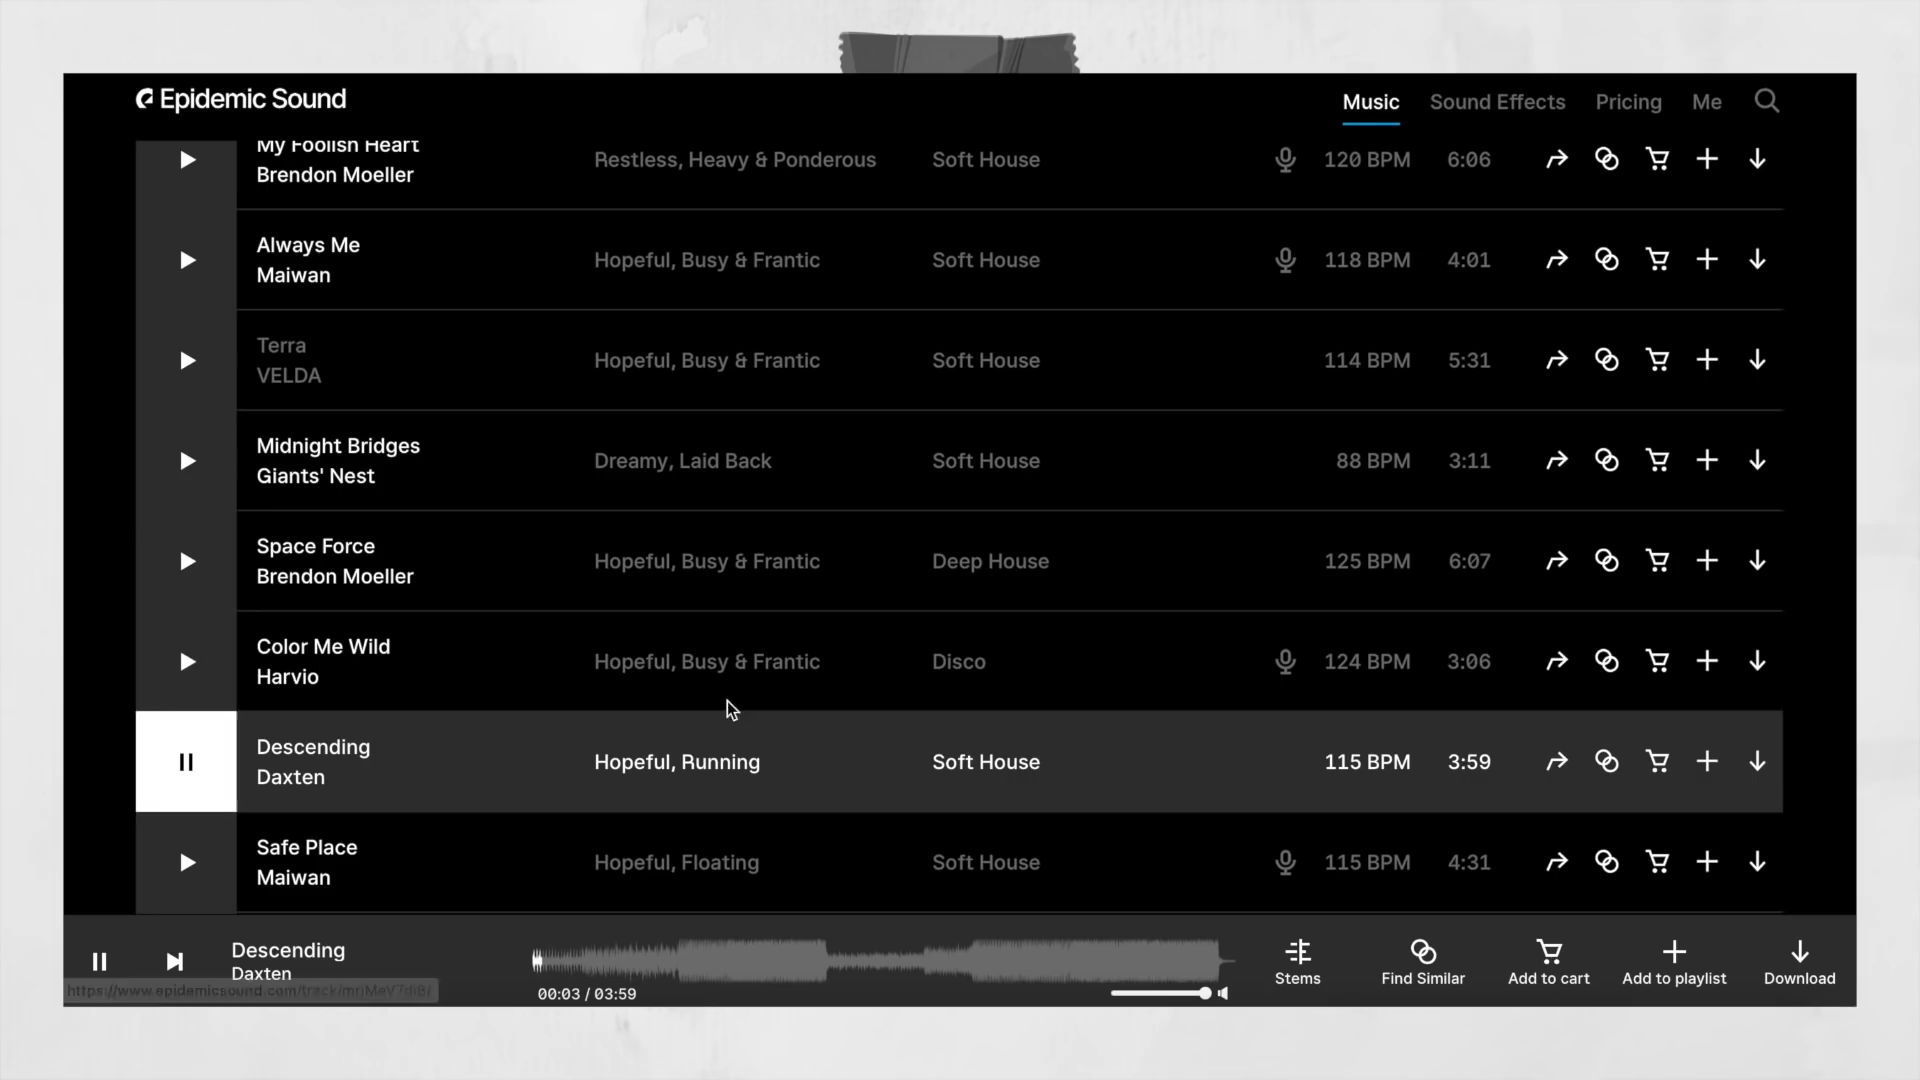 Epidemic Sound
Music Sound Effects Pricing Me
My Foolish Heart
Brendon Moeller
Restless, Heavy & Ponderous Soft House 120 BPM 6:06
Always Me
Maiwan
Hopeful, Busy & Frantic Soft House 118 BPM 4:01
Terra
VELDA
Hopeful, Busy & Frantic Soft House 114 BPM 5:31
Midnight Bridges
Giants' Nest
Dreamy, Laid Back Soft House 88 BPM 3:11
Space Force
Brendon Moeller
Hopeful, Busy & Frantic Deep House 125 BPM 6:07
Color Me Wild
Harvio
Hopeful, Busy & Frantic Disco 124 BPM 3:06
Descending
Daxten
Hopeful, Running Soft House 115 BPM 3:59
Safe Place
Maiwan
Hopeful, Floating Soft House 115 BPM 4:31
Descending
Daxten
00:03 / 03:59
Stems Find Similar Add to cart Add to playlist Download